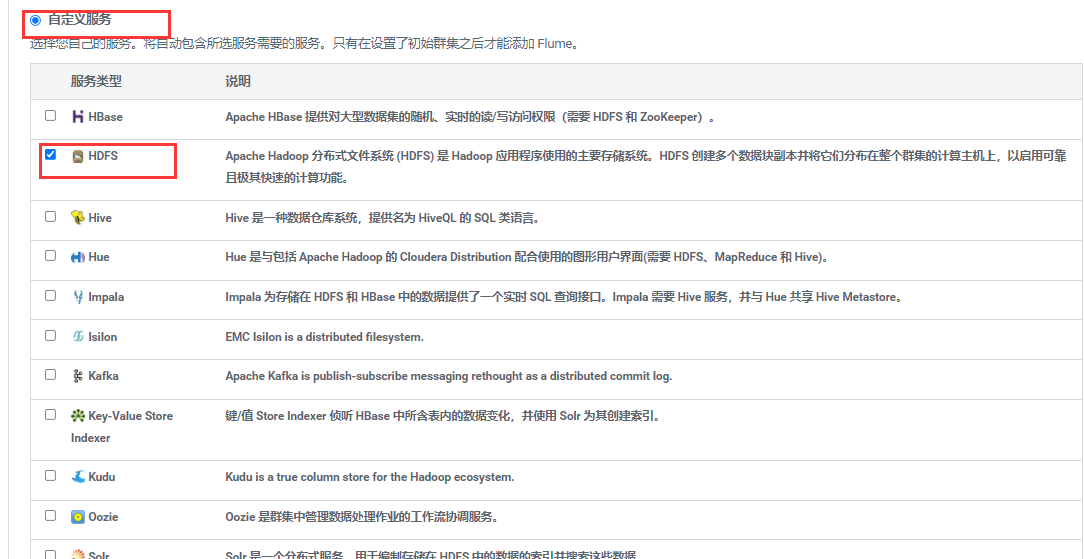 自定义服务
选择您自己的服务。将自动包含所选服务需要的服务。只有在设置了初始群集之后才能添加 Flume。
服务类型 说明
HBase Apache HBase 提供对大型数据集的随机、实时的读/写访问权限（需要 HDFS 和 ZooKeeper）。
HDFS Apache Hadoop 分布式文件系统 (HDFS) 是 Hadoop 应用程序使用的主要存储系统。HDFS 创建多个数据块副本并将它们分布在整个群集的计算主机上，以启用可靠
且极其快速的计算功能。
Hive Hive 是一种数据仓库系统，提供名为 HiveQL 的 SQL 类语言。
Hue Hue 是与包括 Apache Hadoop 的 Cloudera Distribution 配合使用的图形用户界面(需要 HDFS、MapReduce 和 Hive)。
Impala Impala 为存储在 HDFS 和 HBase 中的数据提供了一个实时 SQL 查询接口。Impala 需要 Hive 服务，并与 Hue 共享 Hive Metastore。
Isilon EMC Isilon is a distributed filesystem.
Kafka Apache Kafka is publish-subscribe messaging rethought as a distributed commit log.
Key-Value Store 键/值 Store Indexer 侦听 HBase 中所含表内的数据变化，并使用 Solr 为其创建索引。
Indexer
Kudu Kudu is a true column store for the Hadoop ecosystem.
Oozie Oozie 是群集中管理数据处理作业的工作流协调服务。
Solr Solr 是一个分布式服务，用于编制存储在 HDFS 中的数据的索引并搜索这些数据